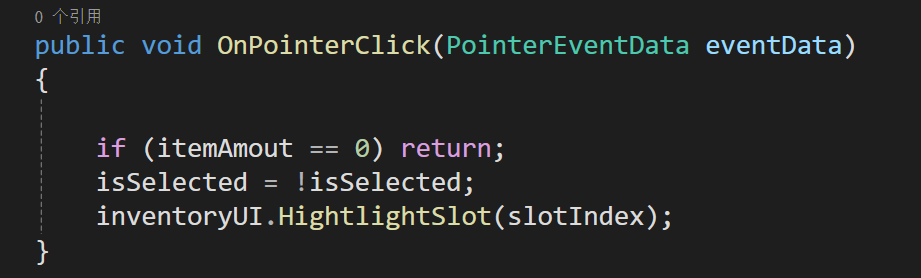 0 个引用
public void OnPointerClick(PointerEventData eventData)
{
if (itemAmout == 0) return;
isSelected = !isSelected;
inventoryUI.HightlightSlot(slotIndex);
}